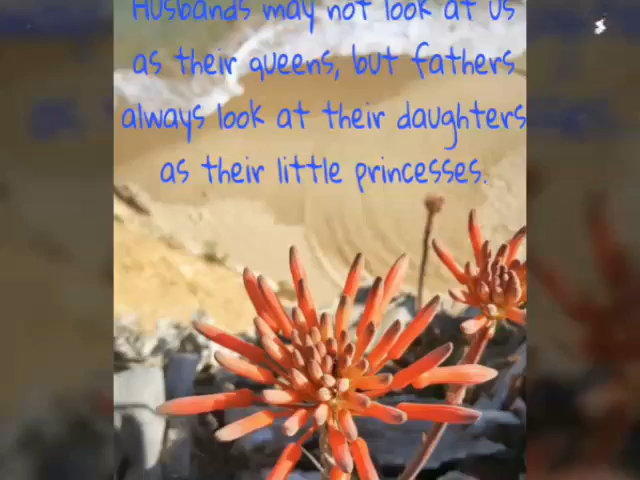 Husbands may not look at us
as their queens, but fathers
always look at their daughters
as their little princesses.